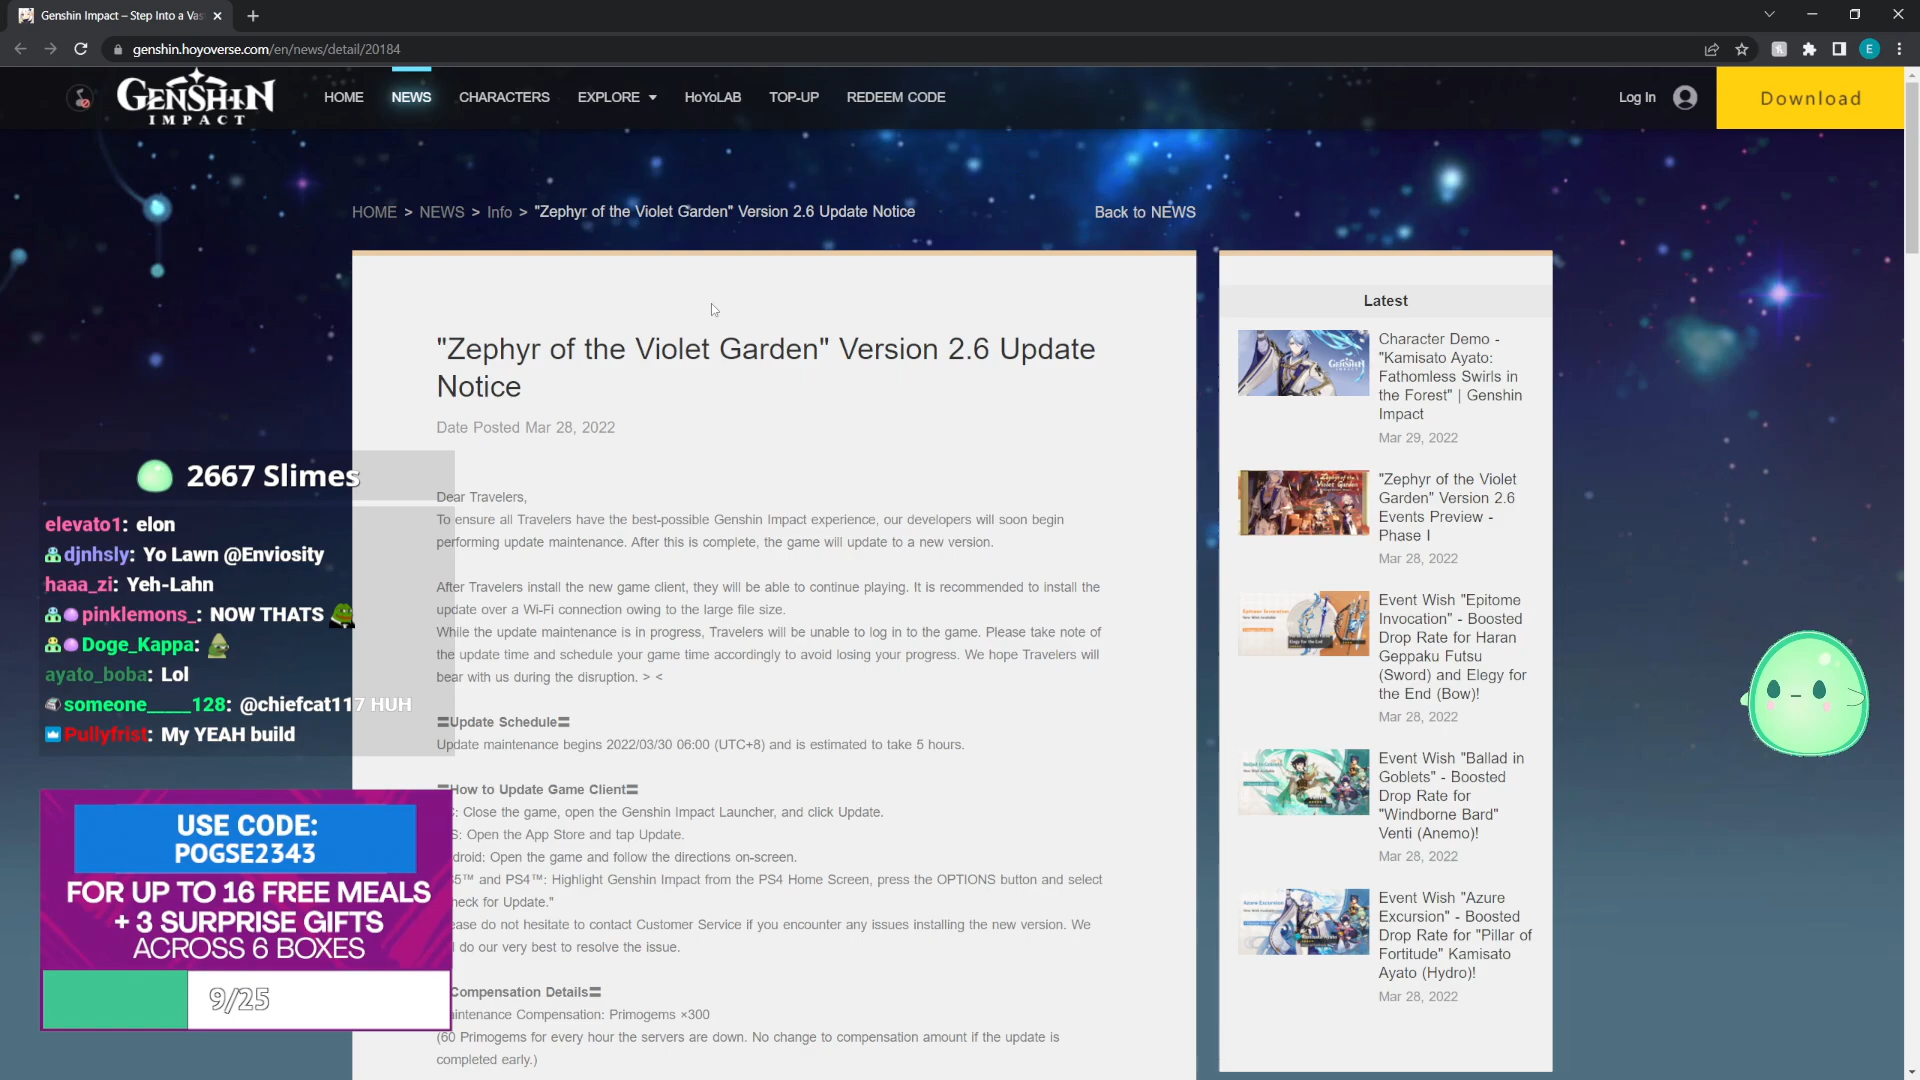 Genshin Impact – Step Into a Vas
genshin.hoyoverse.com/en/news/detail/20184
E
GENSHIN
IMPACT
HOME
NEWS
CHARACTERS
EXPLORE
HoYoLAB
TOP-UP
REDEEM CODE
Log In
Download
HOME > NEWS > Info > "Zephyr of the Violet Garden" Version 2.6 Update Notice
Back to NEWS
"Zephyr of the Violet Garden" Version 2.6 Update
Notice
Date Posted Mar 28, 2022
Dear Travelers,
To ensure all Travelers have the best-possible Genshin Impact experience, our developers will soon begin
performing update maintenance. After this is complete, the game will update to a new version.
After Travelers install the new game client, they will be able to continue playing. It is recommended to install the
update over a Wi-Fi connection owing to the large file size.
While the update maintenance is in progress, Travelers will be unable to log in to the game. Please take note of
the update time and schedule your game time accordingly to avoid losing your progress. We hope Travelers will
bear with us during the disruption. > <
〓Update Schedule〓
Update maintenance begins 2022/03/30 06:00 (UTC+8) and is estimated to take 5 hours.
〓How to Update Game Client〓
: Close the game, open the Genshin Impact Launcher, and click Update.
S: Open the App Store and tap Update.
droid: Open the game and follow the directions on-screen.
5™ and PS4™: Highlight Genshin Impact from the PS4 Home Screen, press the OPTIONS button and select
heck for Update."
ease do not hesitate to contact Customer Service if you encounter any issues installing the new version. We
do our very best to resolve the issue.
Compensation Details〓
intenance Compensation: Primogems ×300
(60 Primogems for every hour the servers are down. No change to compensation amount if the update is
completed early.)
Latest
Character Demo -
"Kamisato Ayato:
Fathomless Swirls in
the Forest" | Genshin
Impact
Mar 29, 2022
"Zephyr of the Violet
Garden" Version 2.6
Events Preview -
Phase I
Mar 28, 2022
Event Wish "Epitome
Invocation" - Boosted
Drop Rate for Haran
Geppaku Futsu
(Sword) and Elegy for
the End (Bow)!
Mar 28, 2022
Event Wish "Ballad in
Goblets" - Boosted
Drop Rate for
"Windborne Bard"
Venti (Anemo)!
Mar 28, 2022
Event Wish "Azure
Excursion" - Boosted
Drop Rate for "Pillar of
Fortitude" Kamisato
Ayato (Hydro)!
Mar 28, 2022
2667 Slimes
elevato1: elon
djnhsly: Yo Lawn @Enviosity
haaa_zi: Yeh-Lahn
pinklemons_: NOW THATS
Doge_Kappa:
ayato_boba: Lol
someone_____128: @chiefcat117 HUH
Pullyfrist: My YEAH build
USE CODE:
POGSE2343
FOR UP TO 16 FREE MEALS
+ 3 SURPRISE GIFTS
ACROSS 6 BOXES
9/25